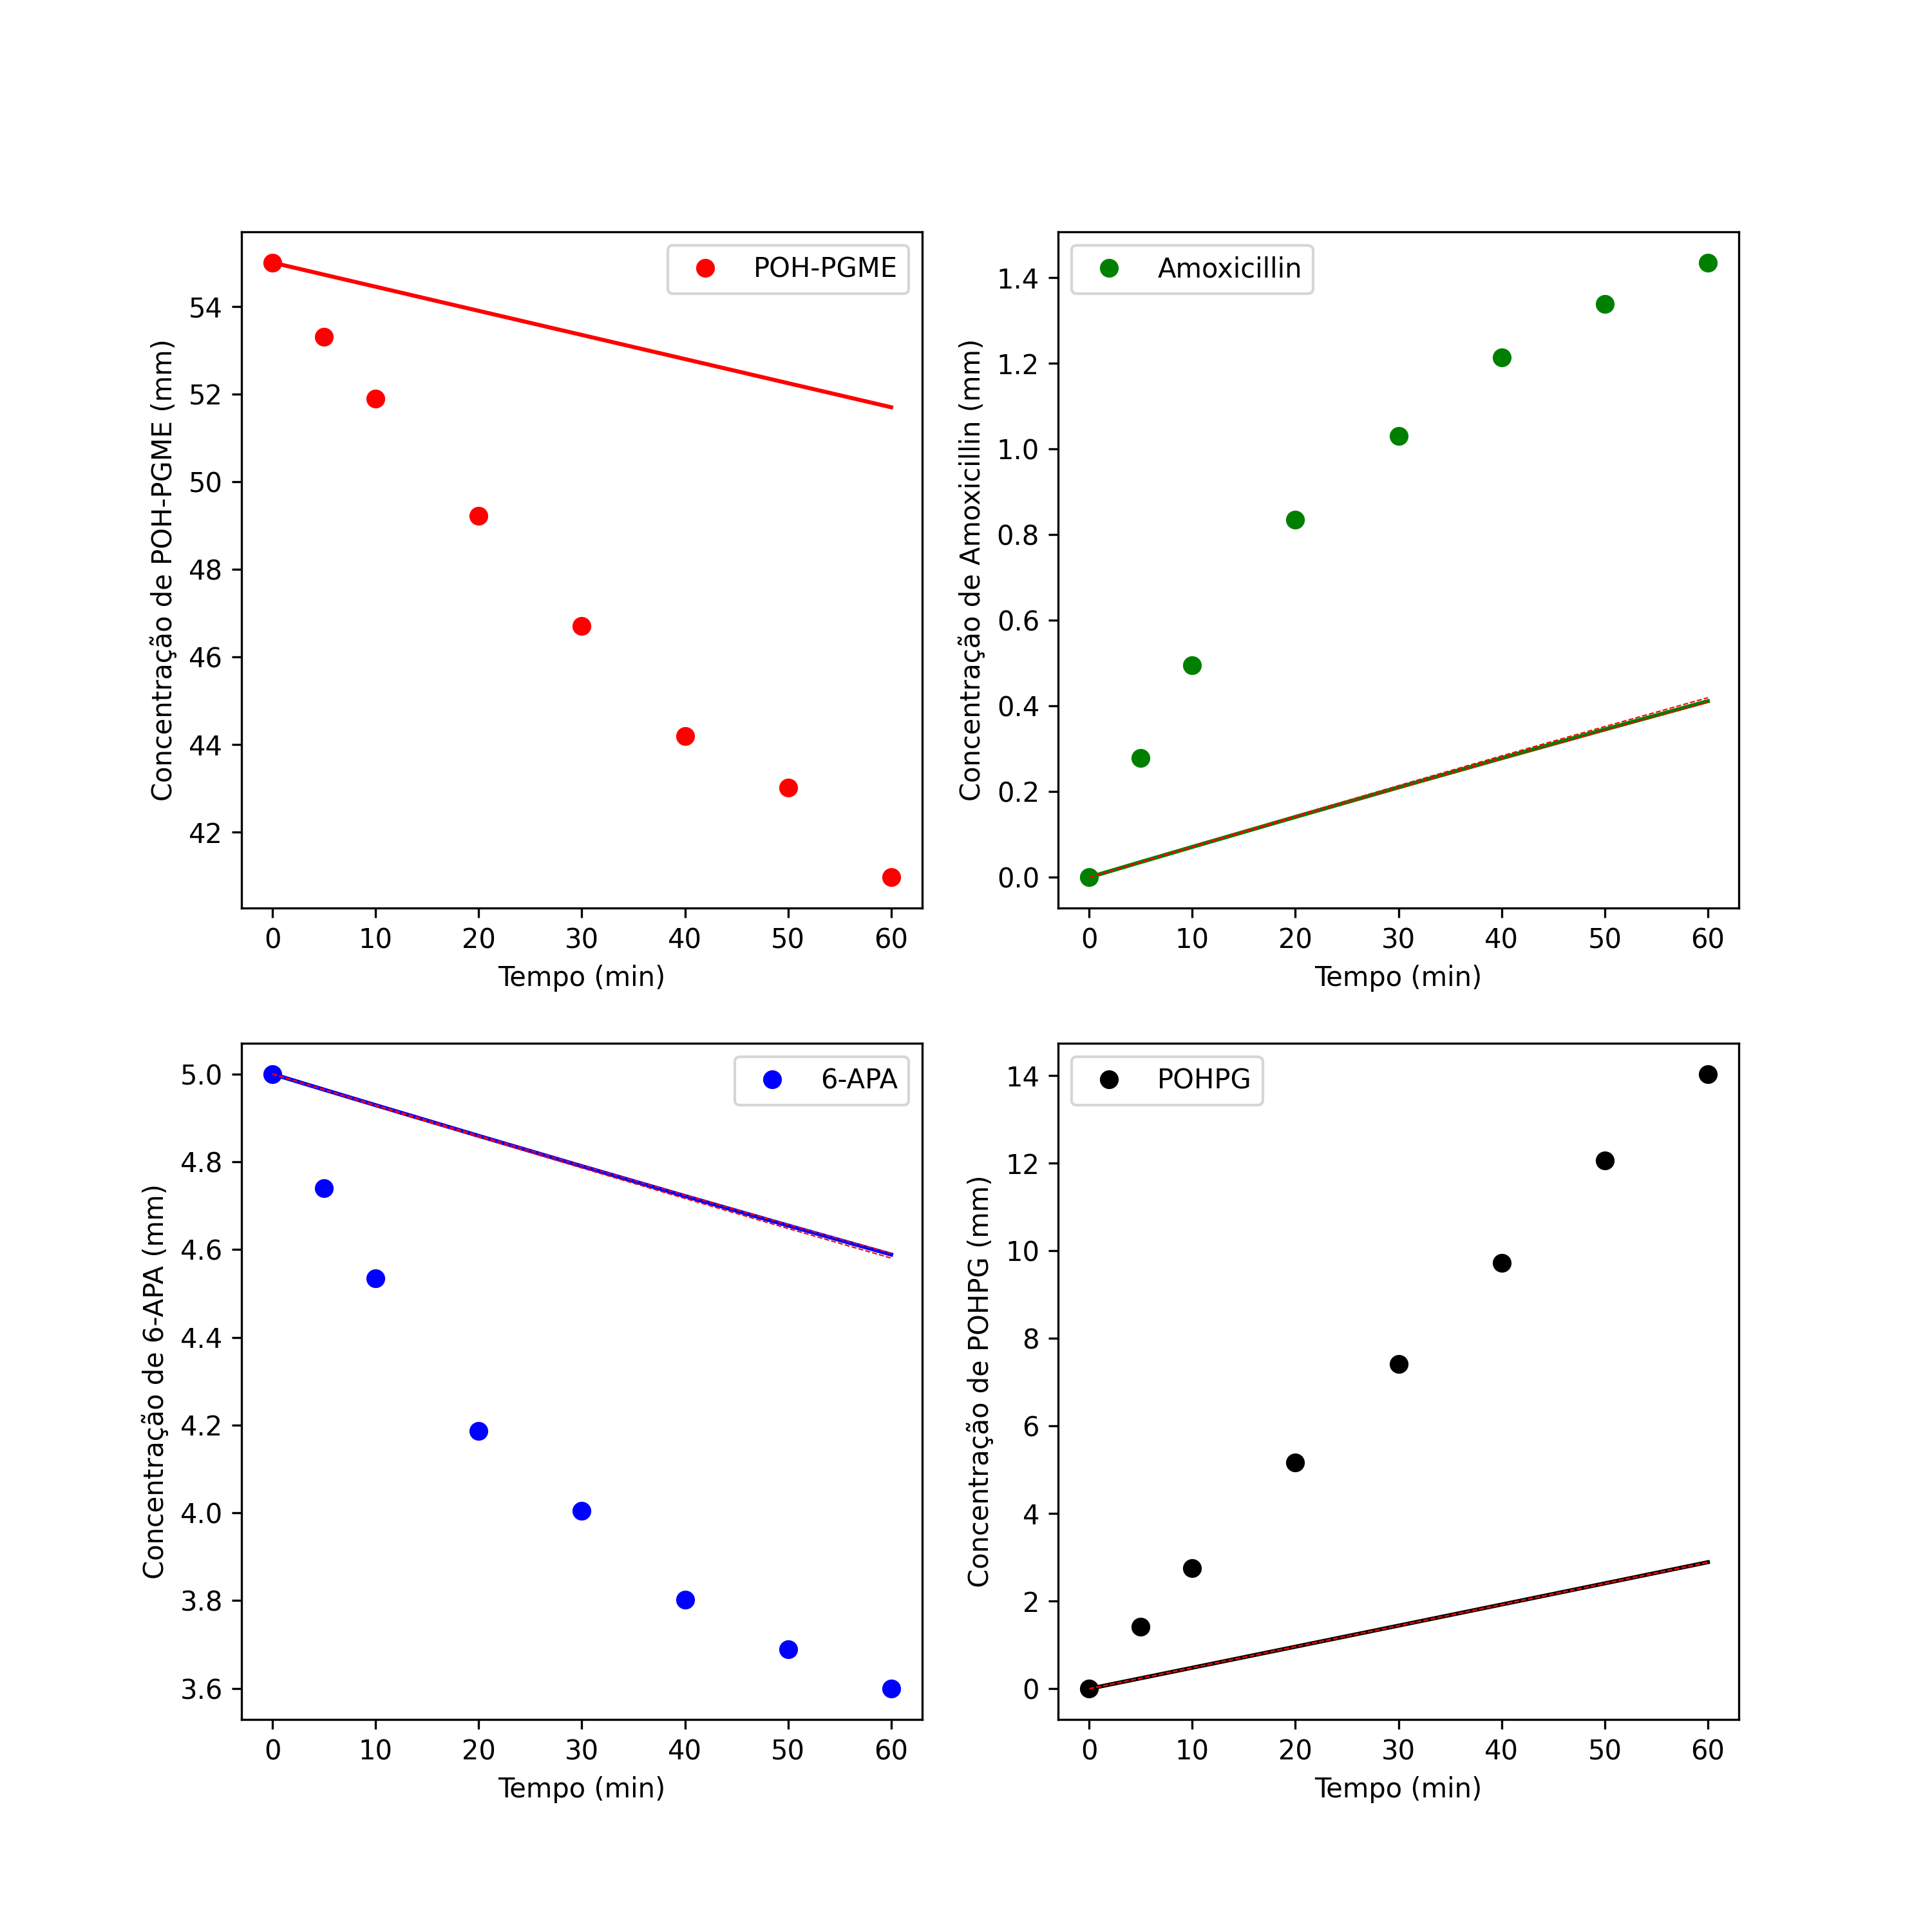 POH-PGME
Concentração de POH-PGME (mm)
54
52
50
48
46
44
42
0 10 20 30 40 50 60
Tempo (min)
Amoxicillin
Concentração de Amoxicillin (mm)
1.4
1.2
1.0
0.8
0.6
0.4
0.2
0.0
0 10 20 30 40 50 60
Tempo (min)
6-APA
Concentração de 6-APA (mm)
5.0
4.8
4.6
4.4
4.2
4.0
3.8
3.6
0 10 20 30 40 50 60
Tempo (min)
POHPG
Concentração de POHPG (mm)
14
12
10
8
6
4
2
0
0 10 20 30 40 50 60
Tempo (min)